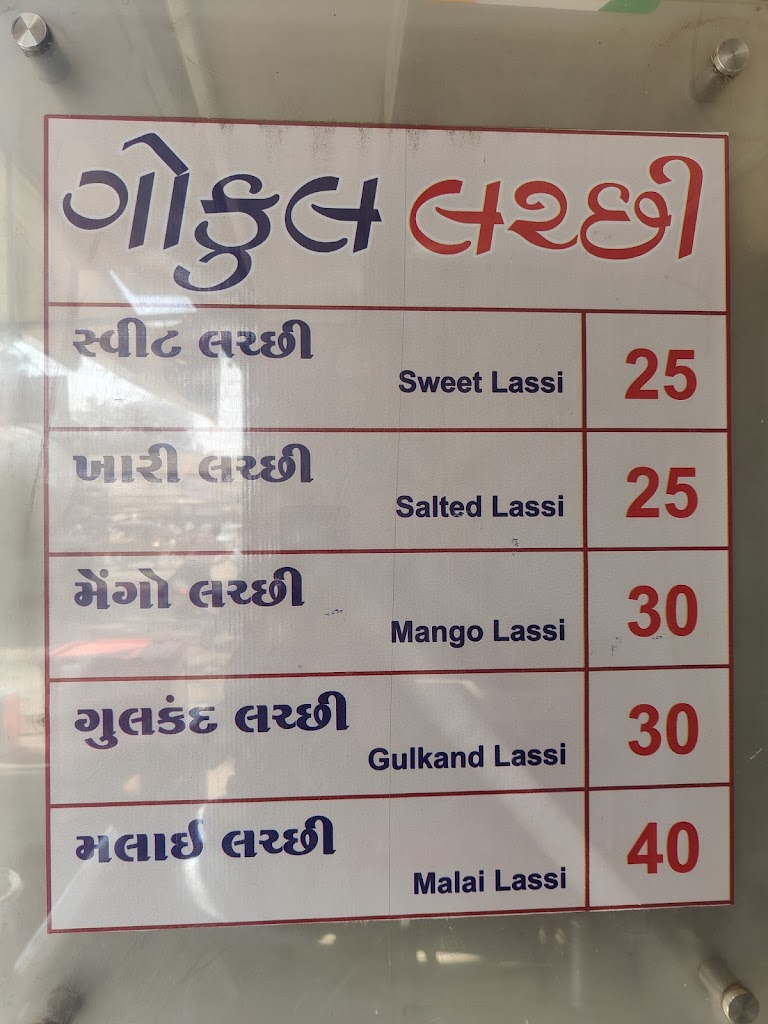 ગોકુલ લચ્છી
સ્વીટ લચ્છી
Sweet Lassi
25
ખારી લચ્છી
Salted Lassi
25
મેંગો લચ્છી
Mango Lassi
30
ગુલકંદ લચ્છી
Gulkand Lassi
30
મલાઈ લચ્છી
Malai Lassi
40